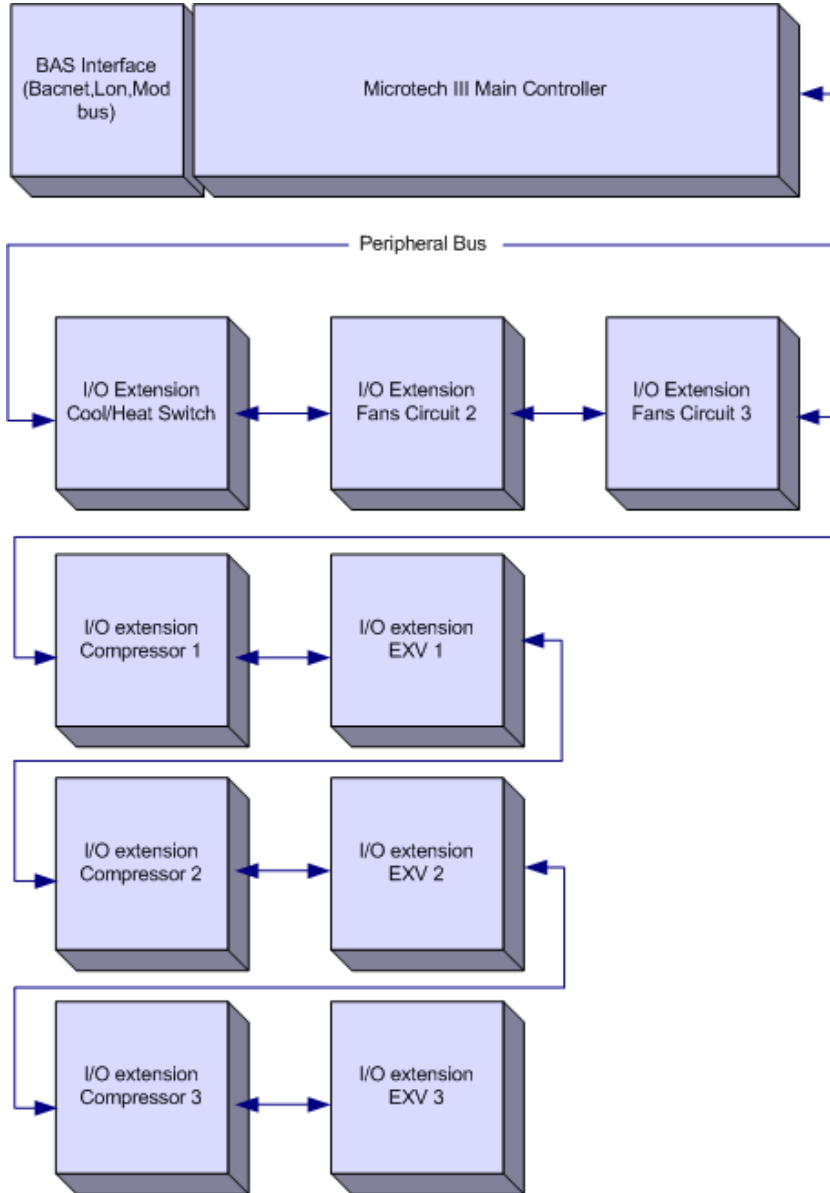 BAS Interface
(Bacnet,Lon,Mod
bus)
Microtech III Main Controller
Peripheral Bus
I/O Extension
Cool/Heat Switch
I/O Extension
Fans Circuit 2
I/O Extension
Fans Circuit 3
I/O extension
Compressor 1
I/O extension
EXV 1
I/O extension
Compressor 2
I/O extension
EXV 2
I/O extension
Compressor 3
I/O extension
EXV 3